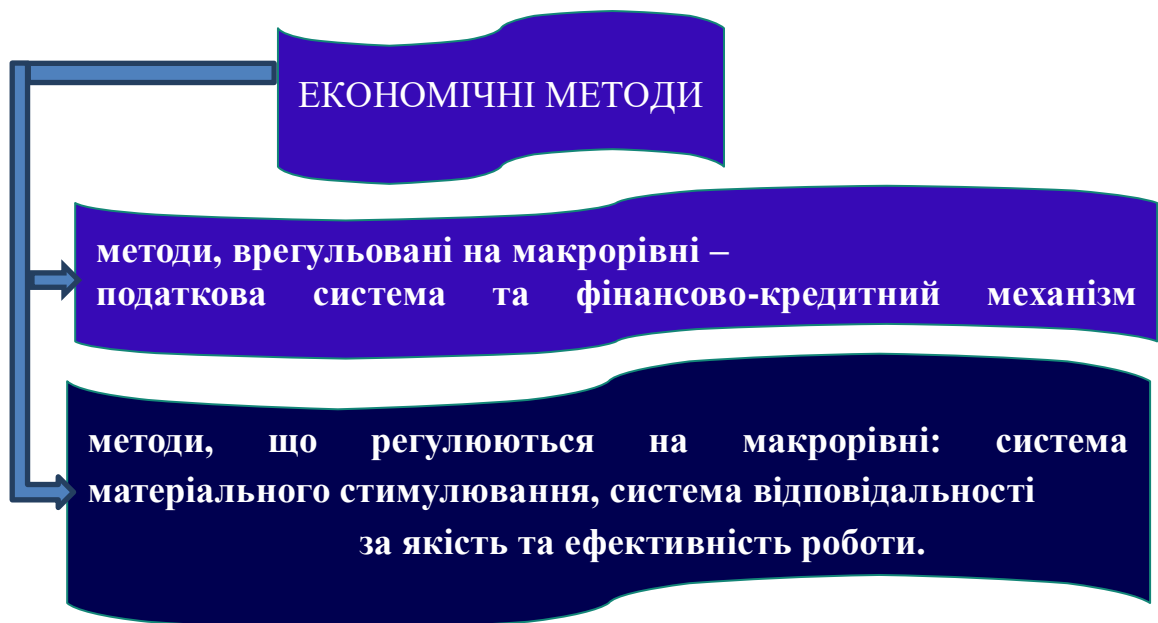 ЕКОНОМІЧНІ МЕТОДИ
методи, врегульовані на макрорівні –
податкова система та фінансово-кредитний механізм
методи, що регулюються на макрорівні: система
матеріального стимулювання, система відповідальності
за якість та ефективність роботи.